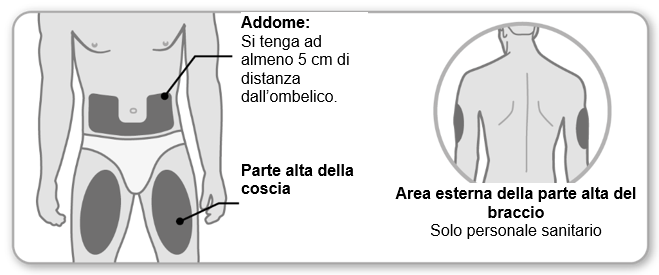 Addome:
Si tenga ad
almeno 5 cm di
distanza
dall'ombelico.
Parte alta della
coscia
Area esterna della parte alta del
braccio
Solo personale sanitario